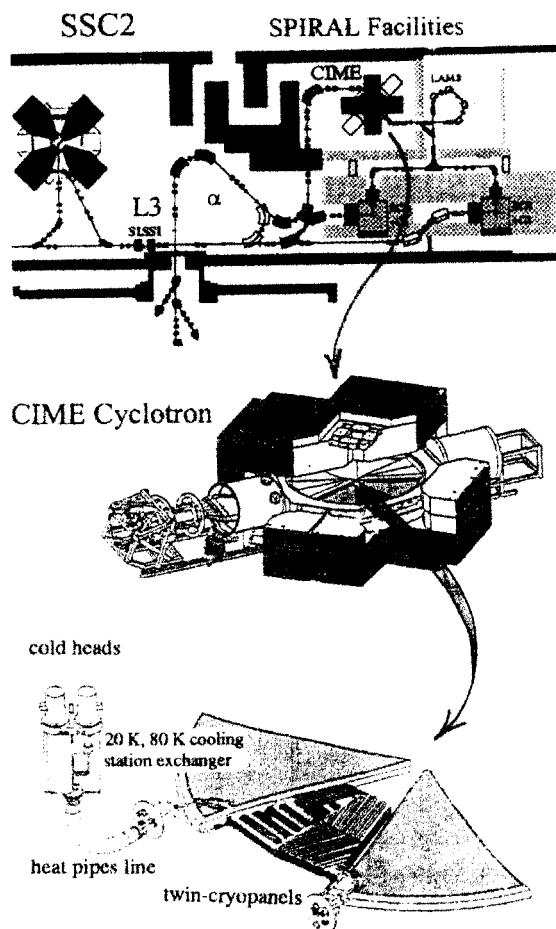 SSC2
SPIRAL Facilities
CIME
L3
α
CIME Cyclotron
cold heads
20 K, 80 K cooling
station exchanger
heat pipes line
twin-cryopanels